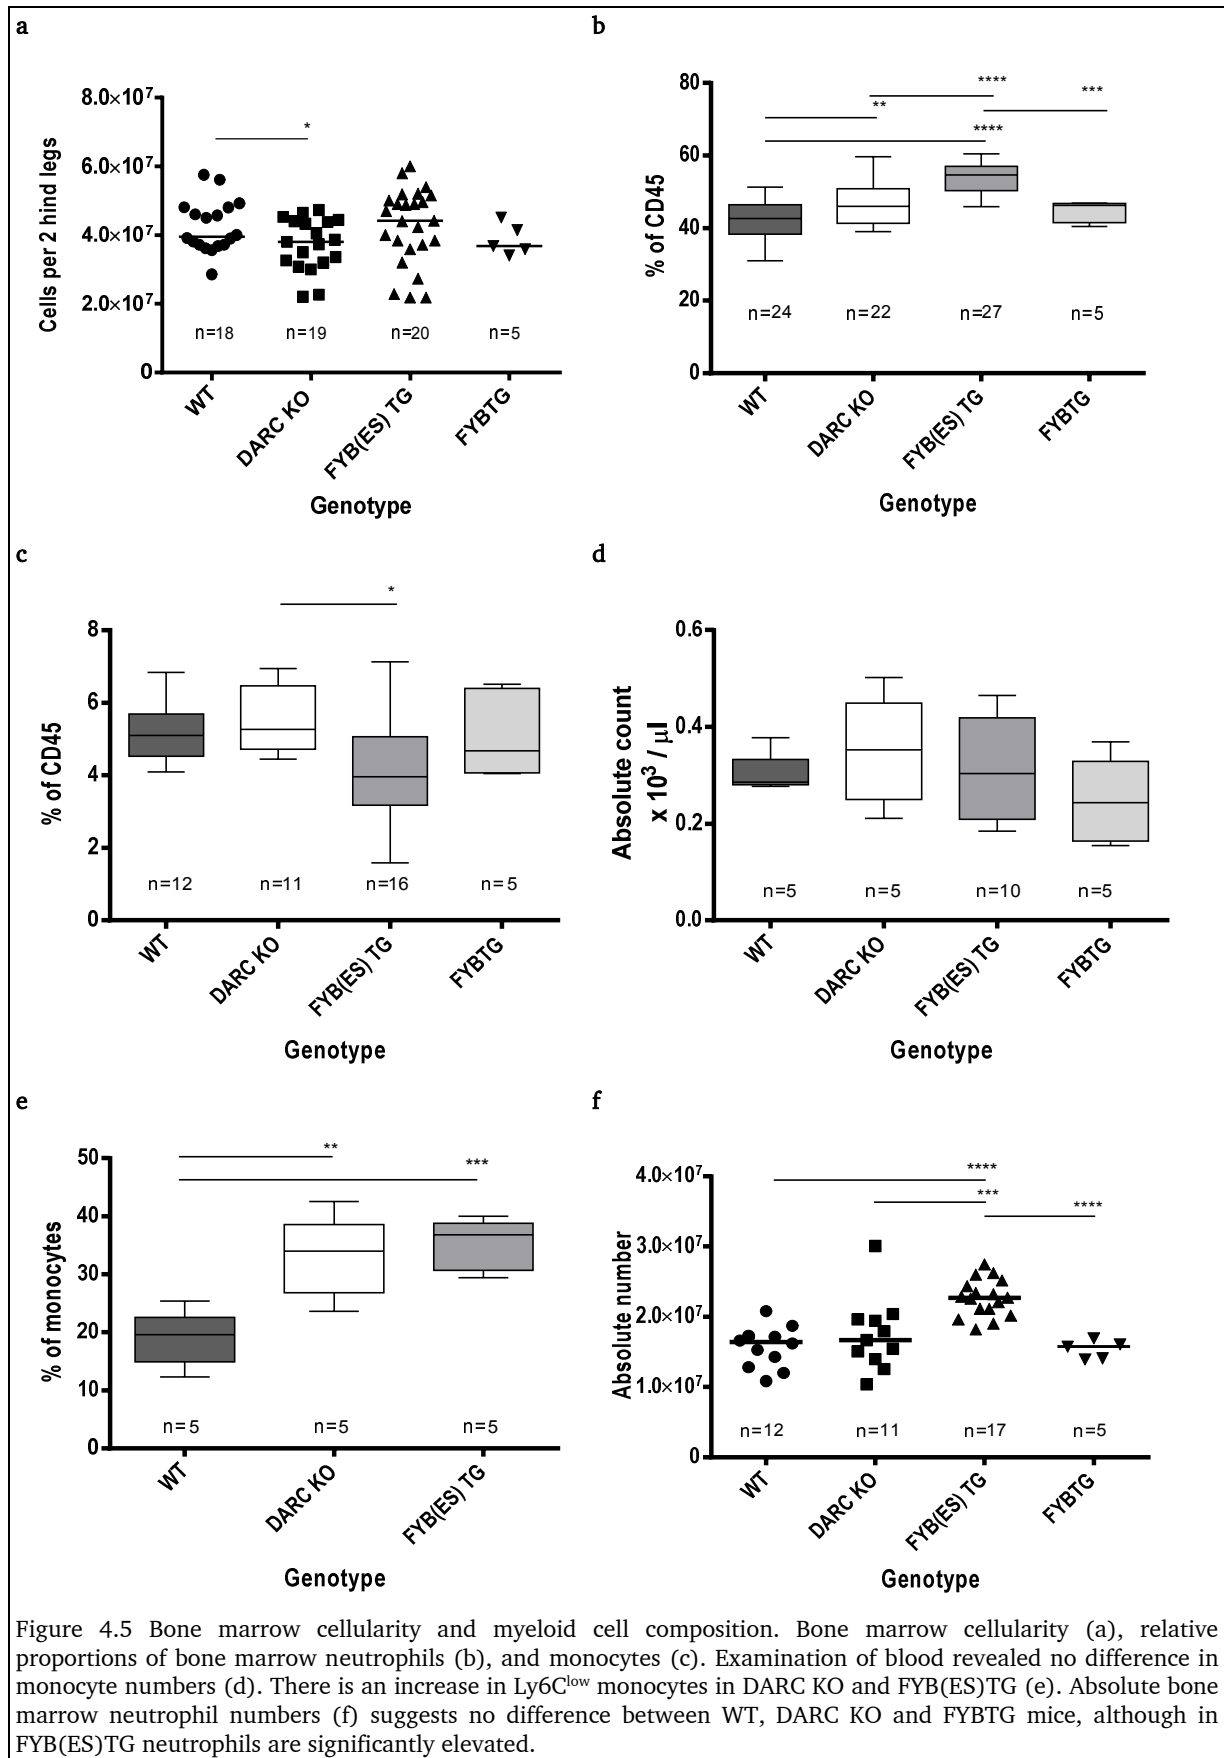 a
8.0×10⁷
6.0×10⁷
4.0×10⁷
2.0×10⁷
0
Cells per 2 hind legs
*
n=18
n=19
n=20
n=5
WT
DARC KO
FYB(ES) TG
FYBTG
Genotype
b
80
60
40
20
0
% of CD45
****
**
***
****
n=24
n=22
n=27
n=5
WT
DARC KO
FYB(ES) TG
FYBTG
Genotype
c
8
6
4
2
0
% of CD45
*
n=12
n=11
n=16
n=5
WT
DARC KO
FYB(ES) TG
FYBTG
Genotype
d
0.6
0.4
0.2
0.0
Absolute count
x 10³ / μl
n=5
n=5
n=10
n=5
WT
DARC KO
FYB(ES) TG
FYBTG
Genotype
e
50
40
30
20
10
0
% of monocytes
**
***
n=5
n=5
n=5
WT
DARC KO
FYB(ES) TG
Genotype
f
4.0×10⁷
3.0×10⁷
2.0×10⁷
1.0×10⁷
0
Absolute number
****
***
****
n=12
n=11
n=17
n=5
WT
DARC KO
FYB(ES) TG
FYBTG
Genotype
Figure 4.5 Bone marrow cellularity and myeloid cell composition. Bone marrow cellularity (a), relative
proportions of bone marrow neutrophils (b), and monocytes (c). Examination of blood revealed no difference in
monocyte numbers (d). There is an increase in Ly6Cˡᵒʷ monocytes in DARC KO and FYB(ES)TG (e). Absolute bone
marrow neutrophil numbers (f) suggests no difference between WT, DARC KO and FYBTG mice, although in
FYB(ES)TG neutrophils are significantly elevated.